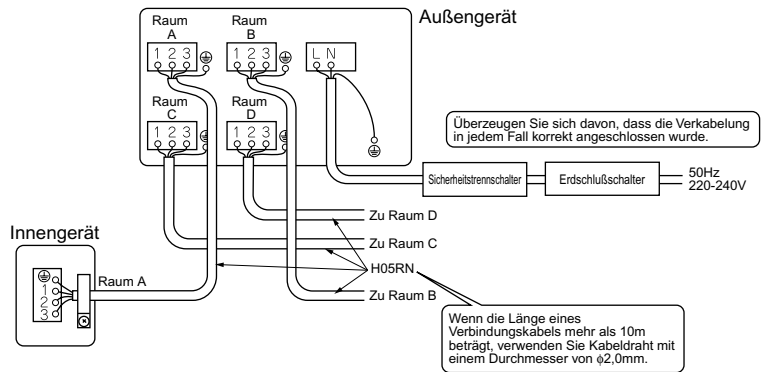 Außengerät
Raum
A
1 2 3
Raum
B
1 2 3
L N
Raum
C
1 2 3
Raum
D
1 2 3
Überzeugen Sie sich davon, dass die Verkabelung
in jedem Fall korrekt angeschlossen wurde.
Sicherheitstrennschalter
Erdschlußschalter
50Hz
220-240V
Zu Raum D
Zu Raum C
H05RN
Zu Raum B
Innengerät
Raum A
1
2
3
Wenn die Länge eines
Verbindungskabels mehr als 10m
beträgt, verwenden Sie Kabeldraht mit
einem Durchmesser von ϕ2,0mm.